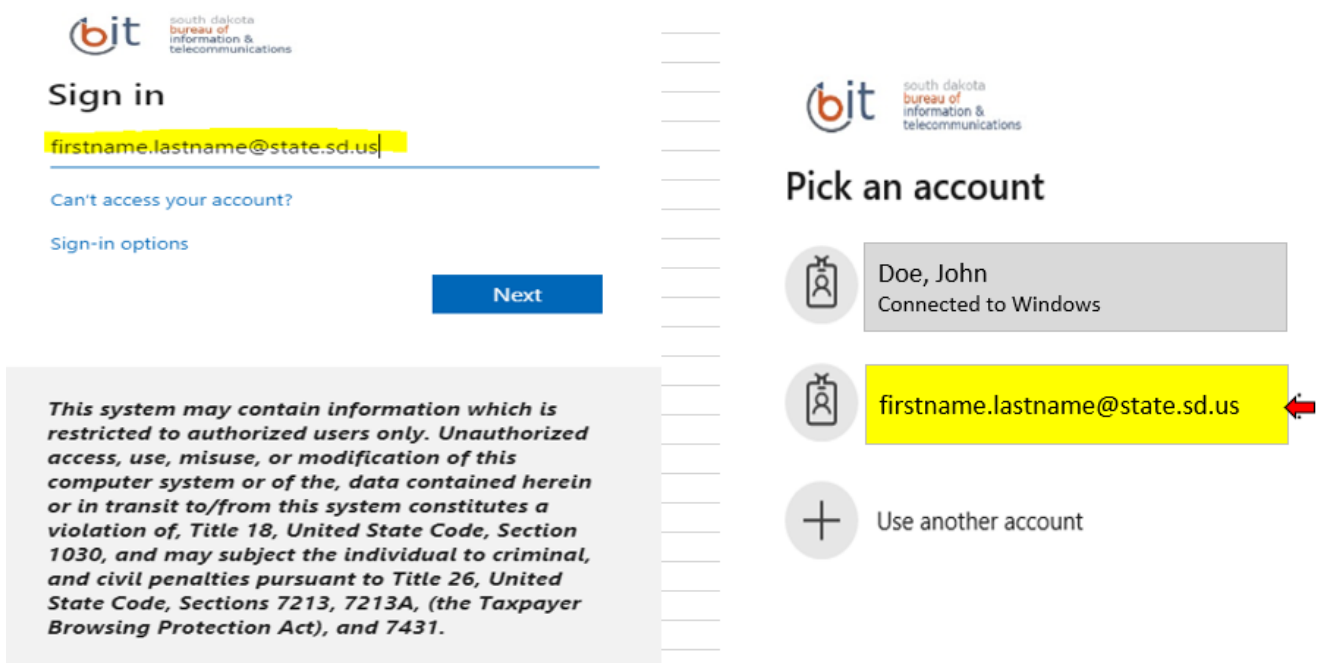 bit
south dakota
bureau of
information &
telecommunications
Sign in
firstname.lastname@state.sd.us
Can't access your account?
Sign-in options
Next
This system may contain information which is
restricted to authorized users only. Unauthorized
access, use, misuse, or modification of this
computer system or of the, data contained herein
or in transit to/from this system constitutes a
violation of, Title 18, United State Code, Section
1030, and may subject the individual to criminal,
and civil penalties pursuant to Title 26, United
State Code, Sections 7213, 7213A, (the Taxpayer
Browsing Protection Act), and 7431.
bit
south dakota
bureau of
information &
telecommunications
Pick an account
Doe, John
Connected to Windows
firstname.lastname@state.sd.us
Use another account